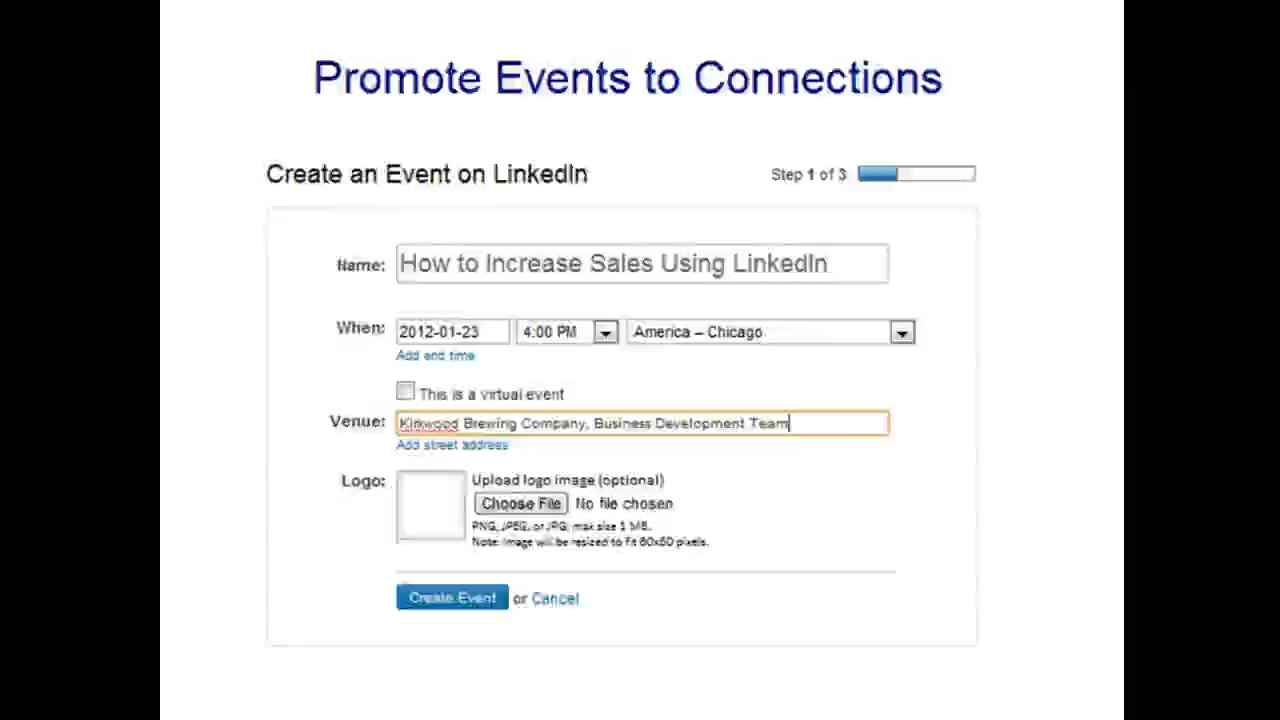 Promote Events to Connections
Create an Event on LinkedIn
Step 1 of 3
Name: How to Increase Sales Using LinkedIn
When: 2012-01-23 4:00 PM America – Chicago
Add end time
This is a virtual event
Venue: Kirkwood Brewing Company, Business Development Team
Add street address
Logo: Upload logo image (optional)
Choose File No file chosen
PNG, JPEG, or JPG; max size 1 MB.
Note: Image will be resized to fit 60x60 pixels.
Create Event or Cancel